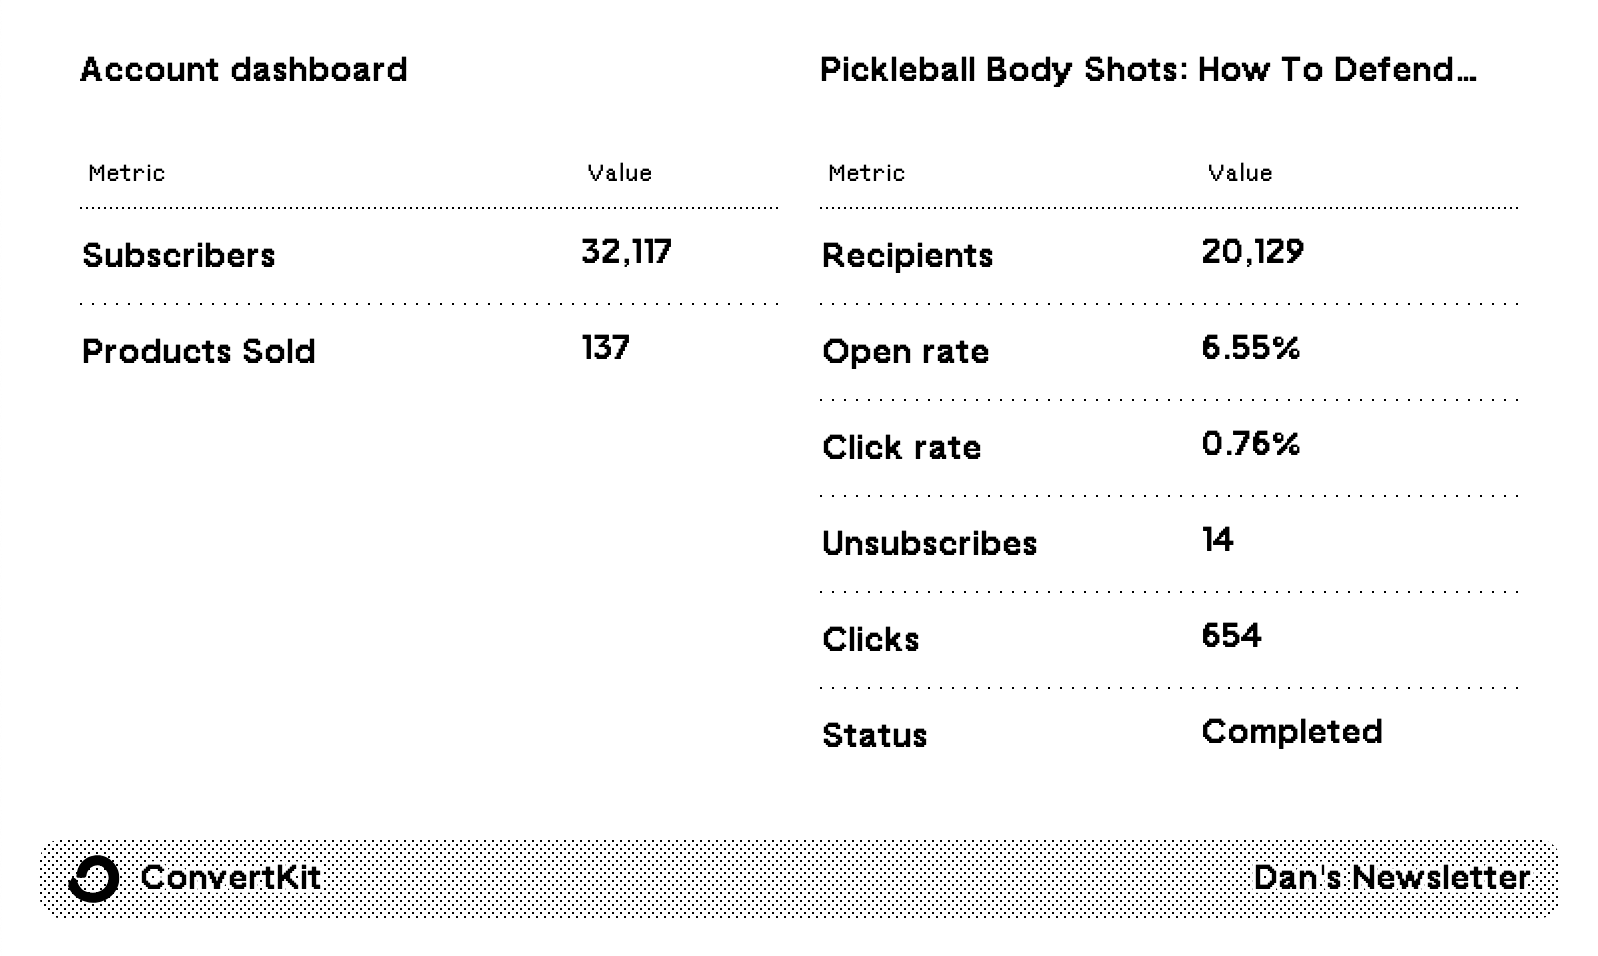 Account dashboard
Metric Value
Subscribers 32,117
Products Sold 137
Pickleball Body Shots: How To Defend...
Metric Value
Recipients 20,129
Open rate 6.55%
Click rate 0.76%
Unsubscribes 14
Clicks 654
Status Completed
ConvertKit
Dan's Newsletter